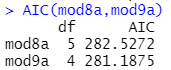 > AIC(mod8a,mod9a)
      df      AIC
mod8a  5 282.5272
mod9a  4 281.1875